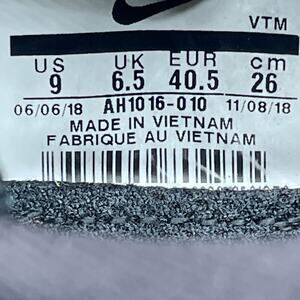 VTM
US UK EUR cm
9 6.5 40.5 26
06/06/18 AH1016-010 11/08/18
MADE IN VIETNAM
FABRIQUE AU VIETNAM